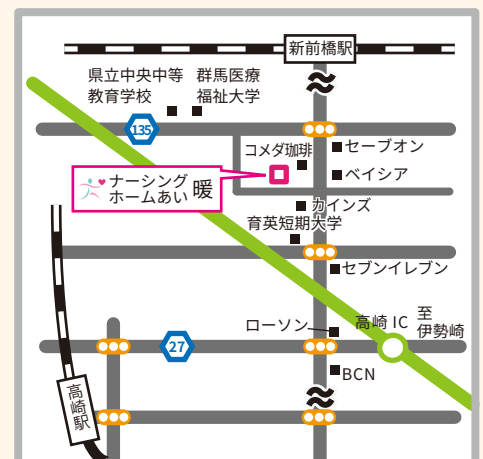 新前橋駅
県立中央中等
教育学校
群馬医療
福祉大学
135
コメダ珈琲
セーブオン
ベイシア
ナーシング
ホームあい 暖
カインズ
育英短期大学
セブンイレブン
ローソン
高崎 IC
至
伊勢崎
27
BCN
高崎駅